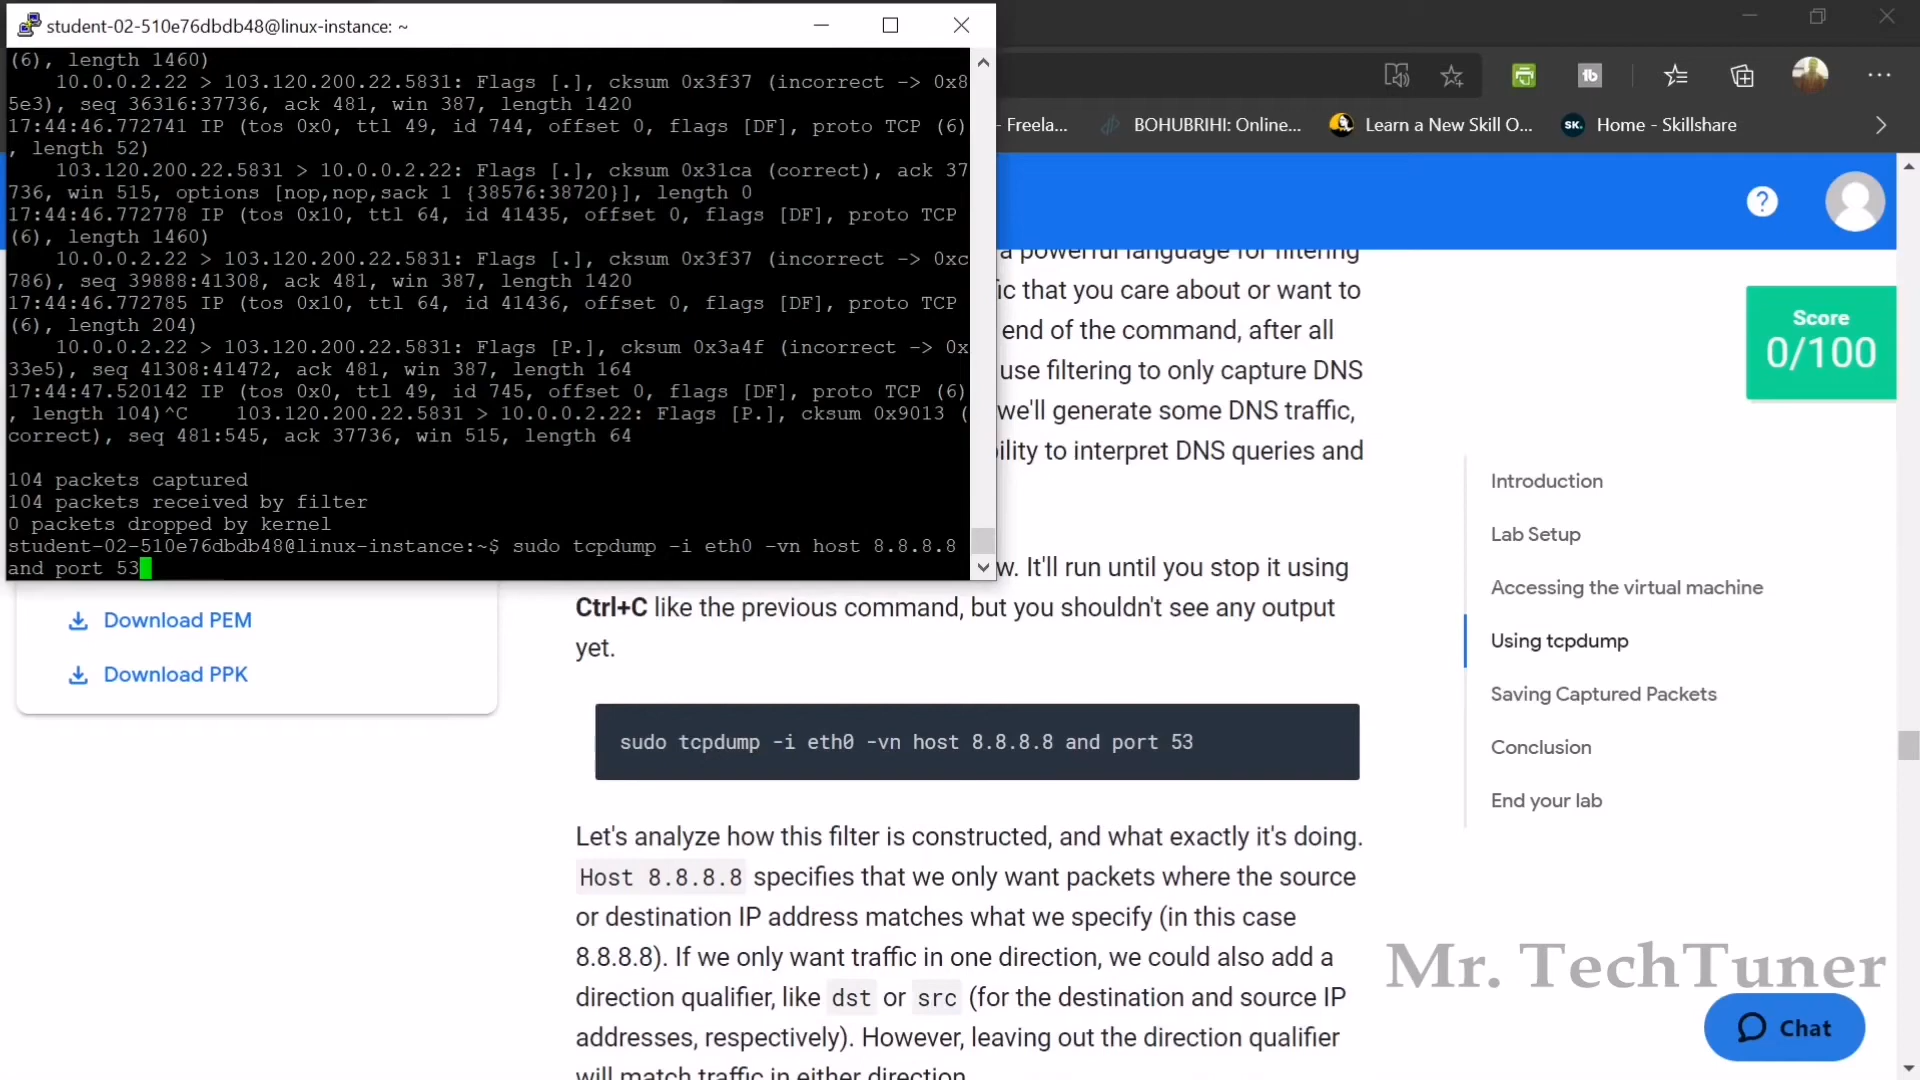 student-02-510e76dbdb48@linux-instance: ~
(6), length 1460)
    10.0.0.2.22 > 103.120.200.22.5831: Flags [.], cksum 0x3f37 (incorrect -> 0x8
5e3), seq 36316:37736, ack 481, win 387, length 1420
17:44:46.772741 IP (tos 0x0, ttl 49, id 744, offset 0, flags [DF], proto TCP (6)
, length 52)
    103.120.200.22.5831 > 10.0.0.2.22: Flags [.], cksum 0x31ca (correct), ack 37
736, win 515, options [nop,nop,sack 1 {38576:38720}], length 0
17:44:46.772778 IP (tos 0x10, ttl 64, id 41435, offset 0, flags [DF], proto TCP
(6), length 1460)
    10.0.0.2.22 > 103.120.200.22.5831: Flags [.], cksum 0x3f37 (incorrect -> 0xc
786), seq 39888:41308, ack 481, win 387, length 1420
17:44:46.772785 IP (tos 0x10, ttl 64, id 41436, offset 0, flags [DF], proto TCP
(6), length 204)
    10.0.0.2.22 > 103.120.200.22.5831: Flags [P.], cksum 0x3a4f (incorrect -> 0x
33e5), seq 41308:41472, ack 481, win 387, length 164
17:44:47.520142 IP (tos 0x0, ttl 49, id 745, offset 0, flags [DF], proto TCP (6)
, length 104)^C    103.120.200.22.5831 > 10.0.0.2.22: Flags [P.], cksum 0x9013 (
correct), seq 481:545, ack 37736, win 515, length 64
104 packets captured
104 packets received by filter
0 packets dropped by kernel
student-02-510e76dbdb48@linux-instance:~$ sudo tcpdump -i eth0 -vn host 8.8.8.8
and port 53
- Freela... BOHUBRIHI: Online... Learn a New Skill O... SK. Home - Skillshare
a powerful language for filtering
ic that you care about or want to
end of the command, after all
use filtering to only capture DNS
we'll generate some DNS traffic,
bility to interpret DNS queries and
w. It'll run until you stop it using
Ctrl+C like the previous command, but you shouldn't see any output
yet.
sudo tcpdump -i eth0 -vn host 8.8.8.8 and port 53
Let's analyze how this filter is constructed, and what exactly it's doing.
Host 8.8.8.8 specifies that we only want packets where the source
or destination IP address matches what we specify (in this case
8.8.8.8). If we only want traffic in one direction, we could also add a
direction qualifier, like dst or src (for the destination and source IP
addresses, respectively). However, leaving out the direction qualifier
will match traffic in either direction.
Download PEM
Download PPK
Score
0/100
Introduction
Lab Setup
Accessing the virtual machine
Using tcpdump
Saving Captured Packets
Conclusion
End your lab
Mr. TechTuner
Chat